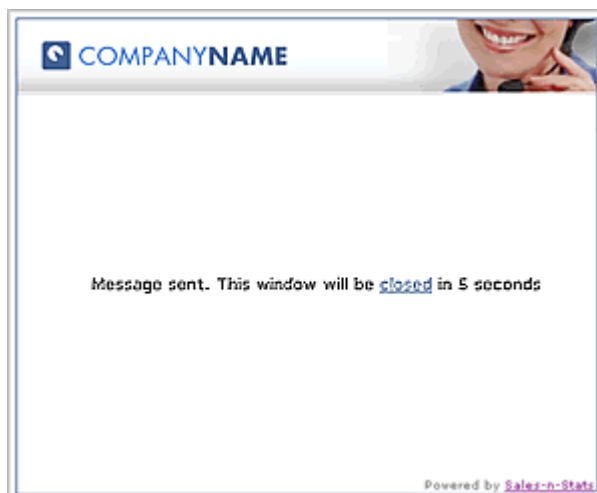 COMPANYNAME
Message sent. This window will be closed in 5 seconds
Powered by Sales-n-Stats